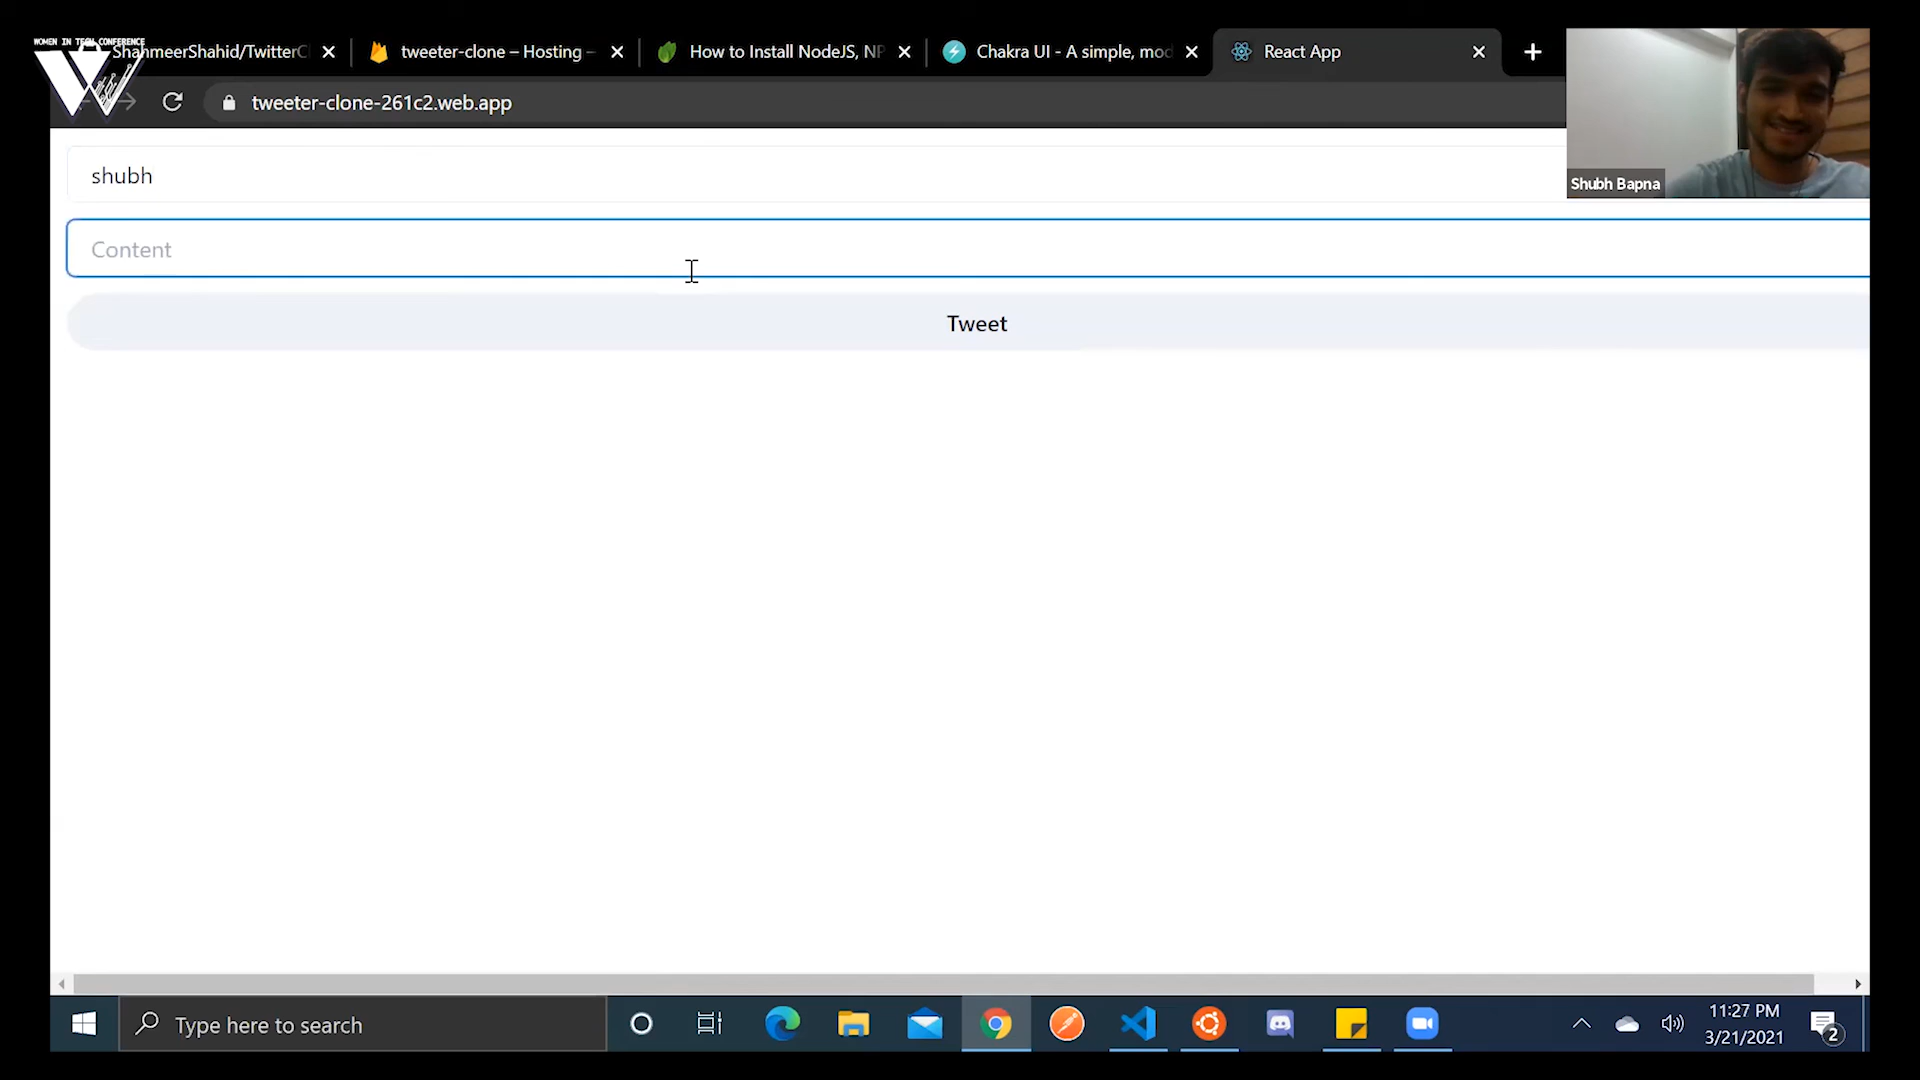 WOMEN IN TECH CONFERENCE
ShahmeerShahid/TwitterCl
tweeter-clone – Hosting –
How to Install NodeJS, NP
Chakra UI - A simple, mod
React App
tweeter-clone-261c2.web.app
shubh
Shubh Bapna
Content
Tweet
Type here to search
11:27 PM
3/21/2021
2